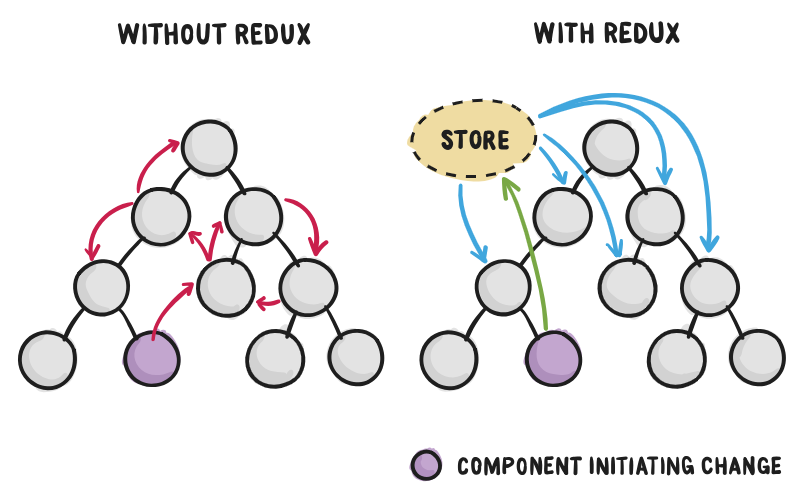 WITHOUT REDUX
WITH REDUX
STORE
COMPONENT INITIATING CHANGE